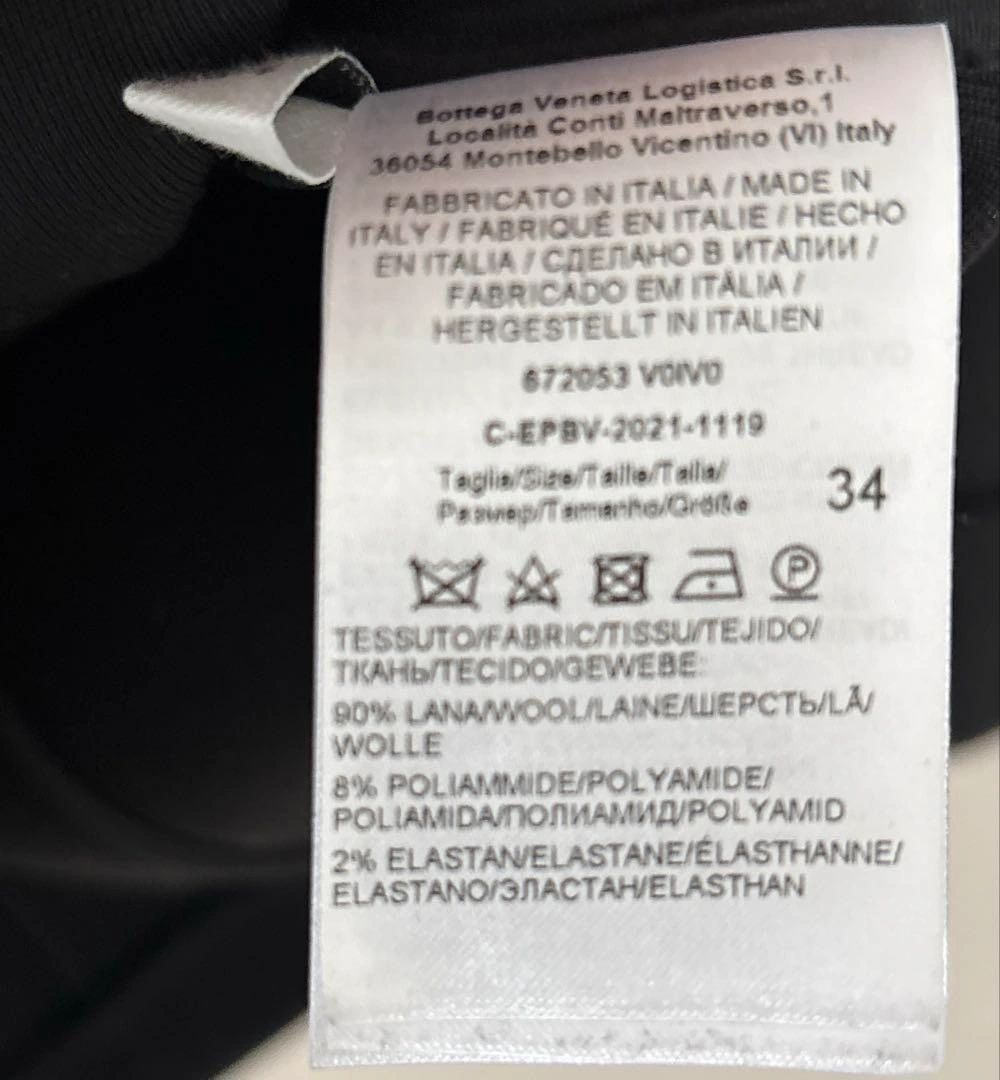 Bottega Veneta Logistica S.r.l.
Località Conti Maltraverso,1
36054 Montebello Vicentino (VI) Italy
FABBRICATO IN ITALIA / MADE IN
ITALY / FABRIQUÉ EN ITALIE / HECHO
EN ITALIA / СДЕЛАНО В ИТАЛИИ /
FABRICADO EM ITÁLIA /
HERGESTELLT IN ITALIEN
672053 V0IV0
C-EPBV-2021-1119
Taglia/Size/Taille/Talla/
Размер/Tamanho/Größe 34
P
TESSUTO/FABRIC/TISSU/TEJIDO/
ТКАНЬ/TECIDO/GEWEBE:
90% LANA/WOOL/LAINE/ШЕРСТЬ/LÃ/
WOLLE
8% POLIAMMIDE/POLYAMIDE/
POLIAMIDA/ПОЛИАМИД/POLYAMID
2% ELASTAN/ELASTANE/ÉLASTHANNE/
ELASTANO/ЭЛАСТАН/ELASTHAN